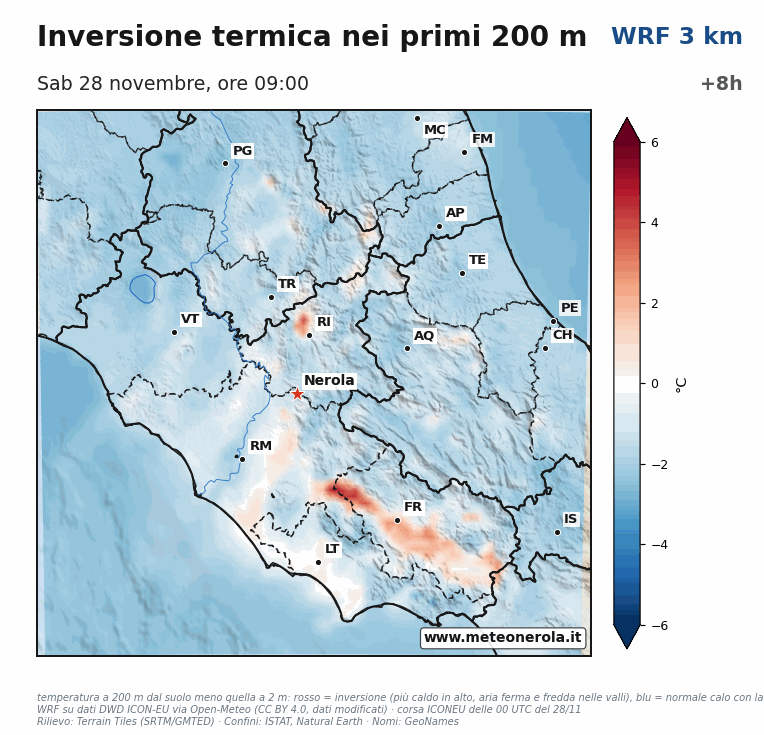 Inversione termica nei primi 200 m WRF 3 km
Sab 28 novembre, ore 09:00 +8h
MC
FM
PG
AP
TE
TR
PE
VT
RI
AQ
CH
Nerola
RM
FR
IS
LT
www.meteonerola.it
6
4
2
0
−2
−4
−6
°C
temperatura a 200 m dal suolo meno quella a 2 m: rosso = inversione (più caldo in alto, aria ferma e fredda nelle valli), blu = normale calo con la
WRF su dati DWD ICON-EU via Open-Meteo (CC BY 4.0, dati modificati) · corsa ICONEU delle 00 UTC del 28/11
Rilievo: Terrain Tiles (SRTM/GMTED) · Confini: ISTAT, Natural Earth · Nomi: GeoNames